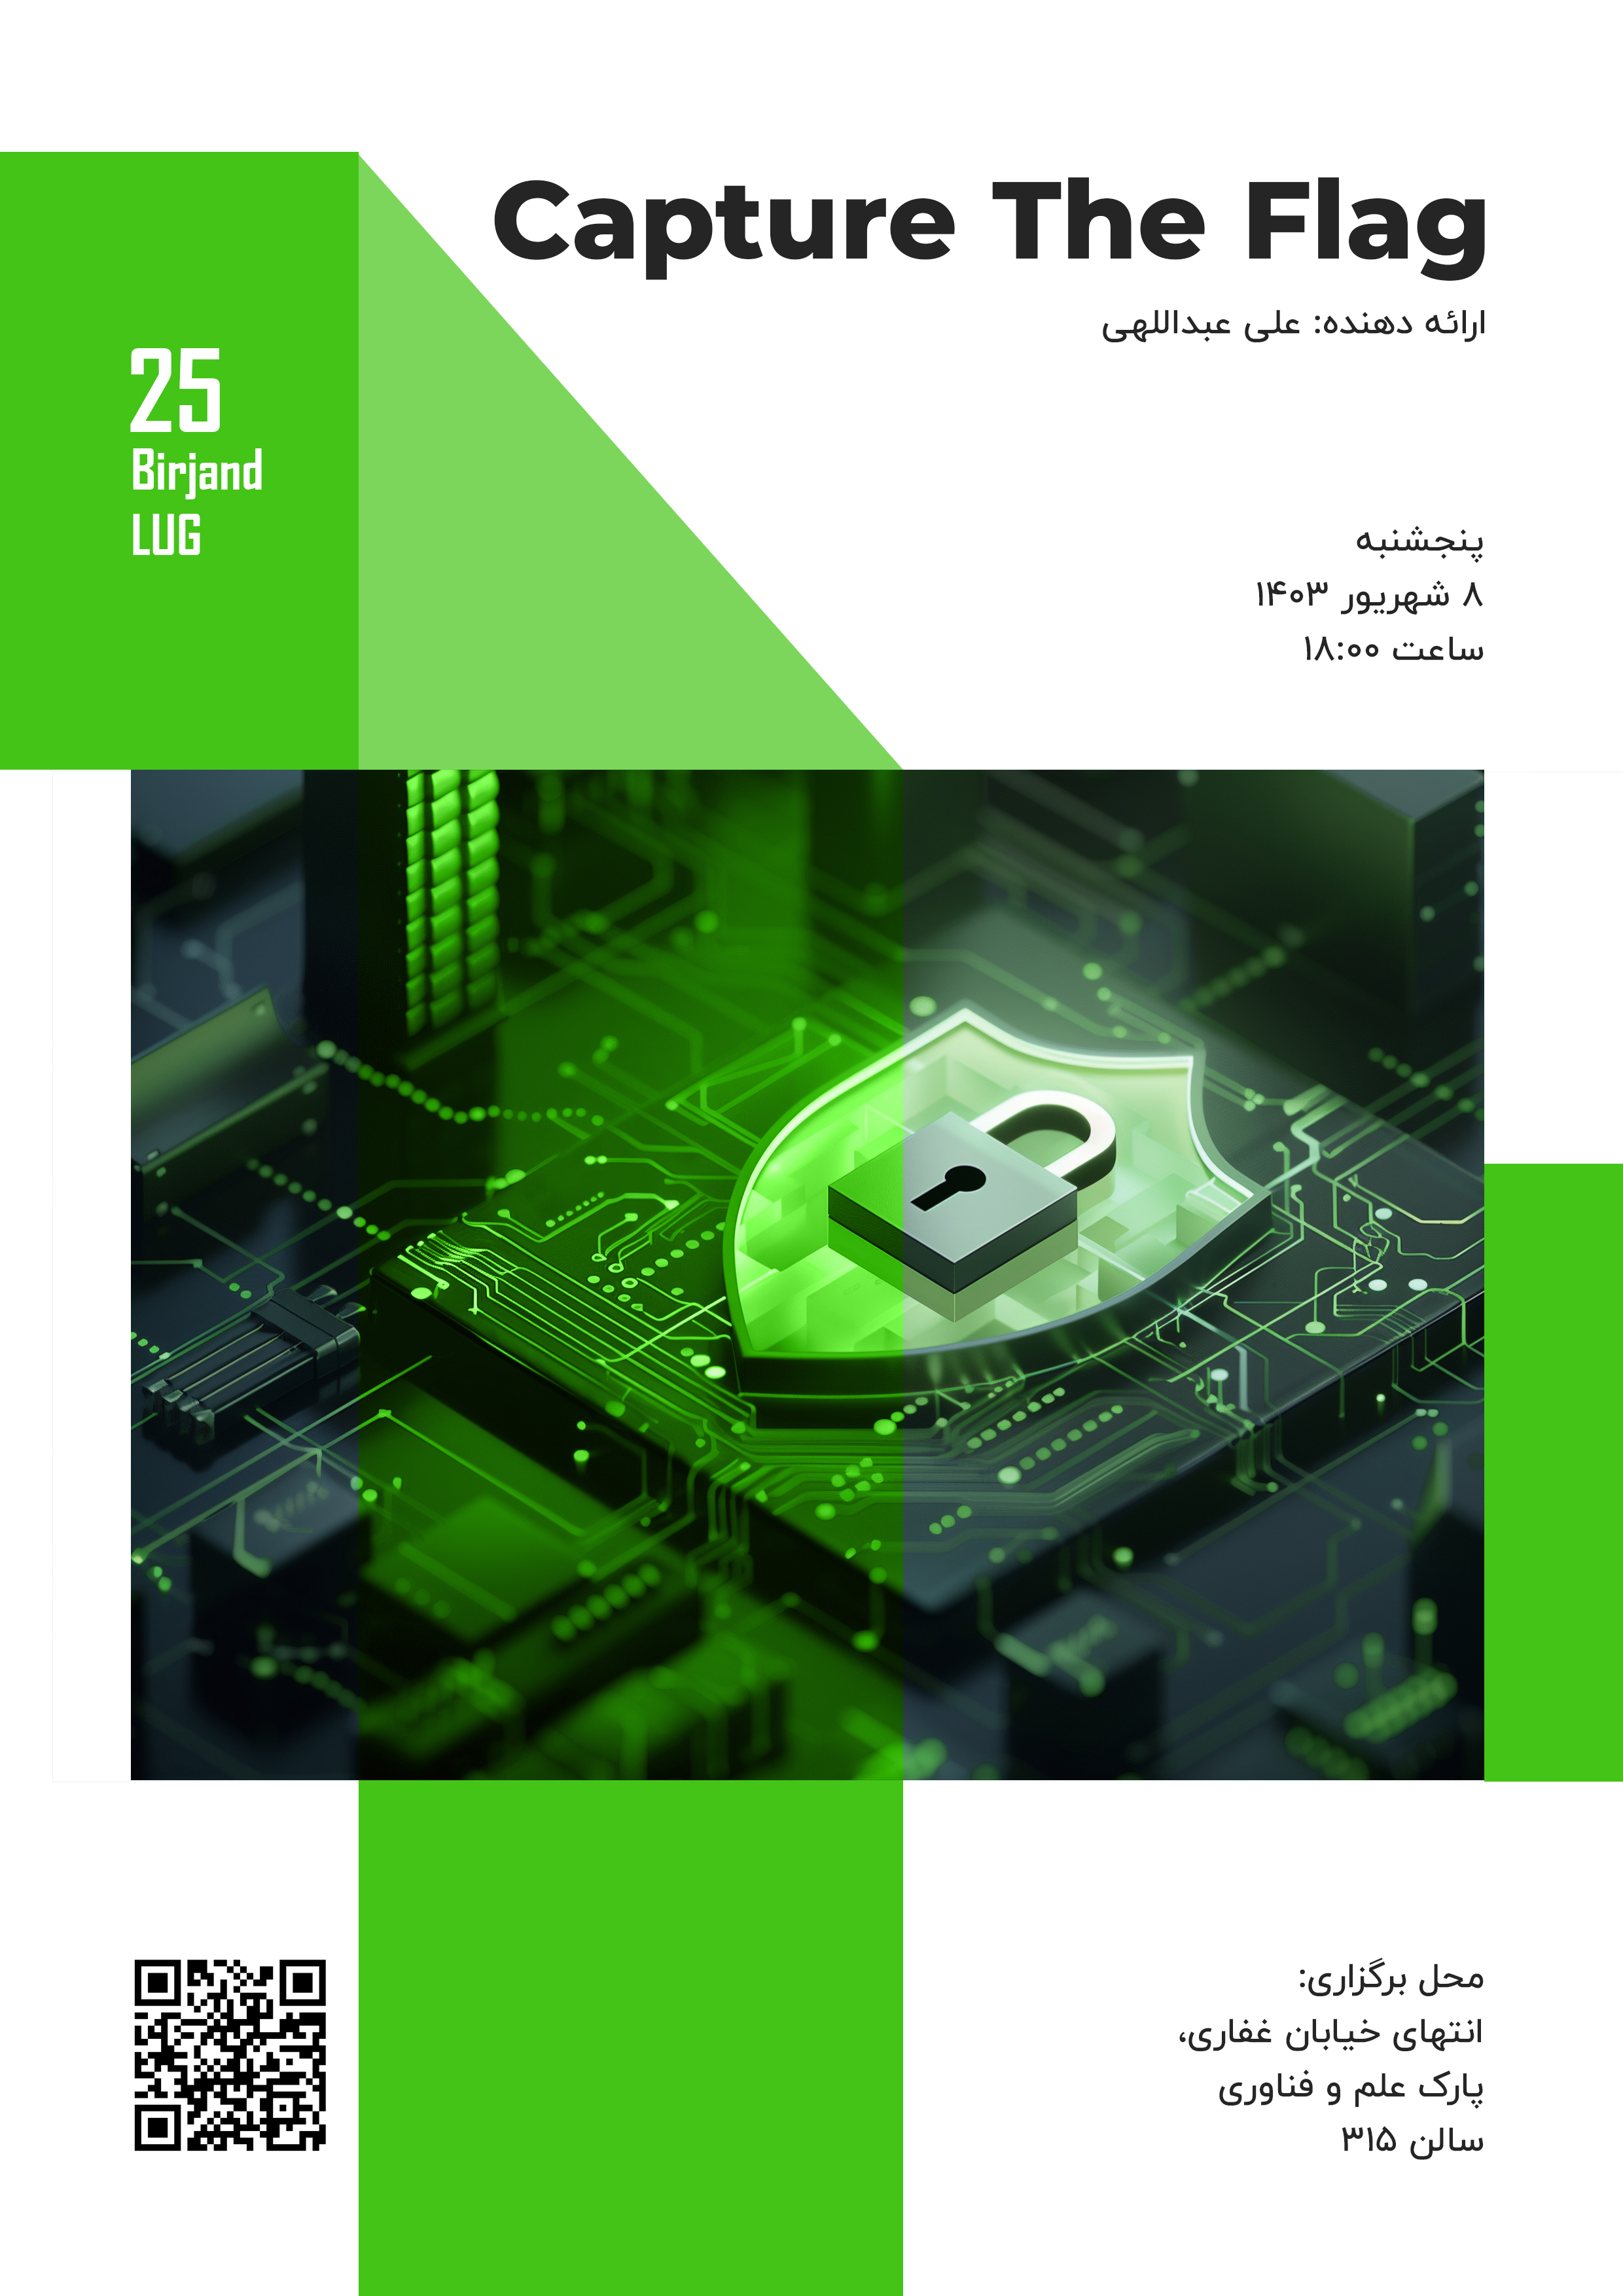 Capture The Flag
ارائه دهنده: علی عبداللهی
25
Birjand
LUG
پنجشنبه
۸ شهریور ۱۴۰۳
ساعت ۱۸:۰۰
محل برگزاری:
انتهای خیابان غفاری،
پارک علم و فناوری
سالن ۳۱۵